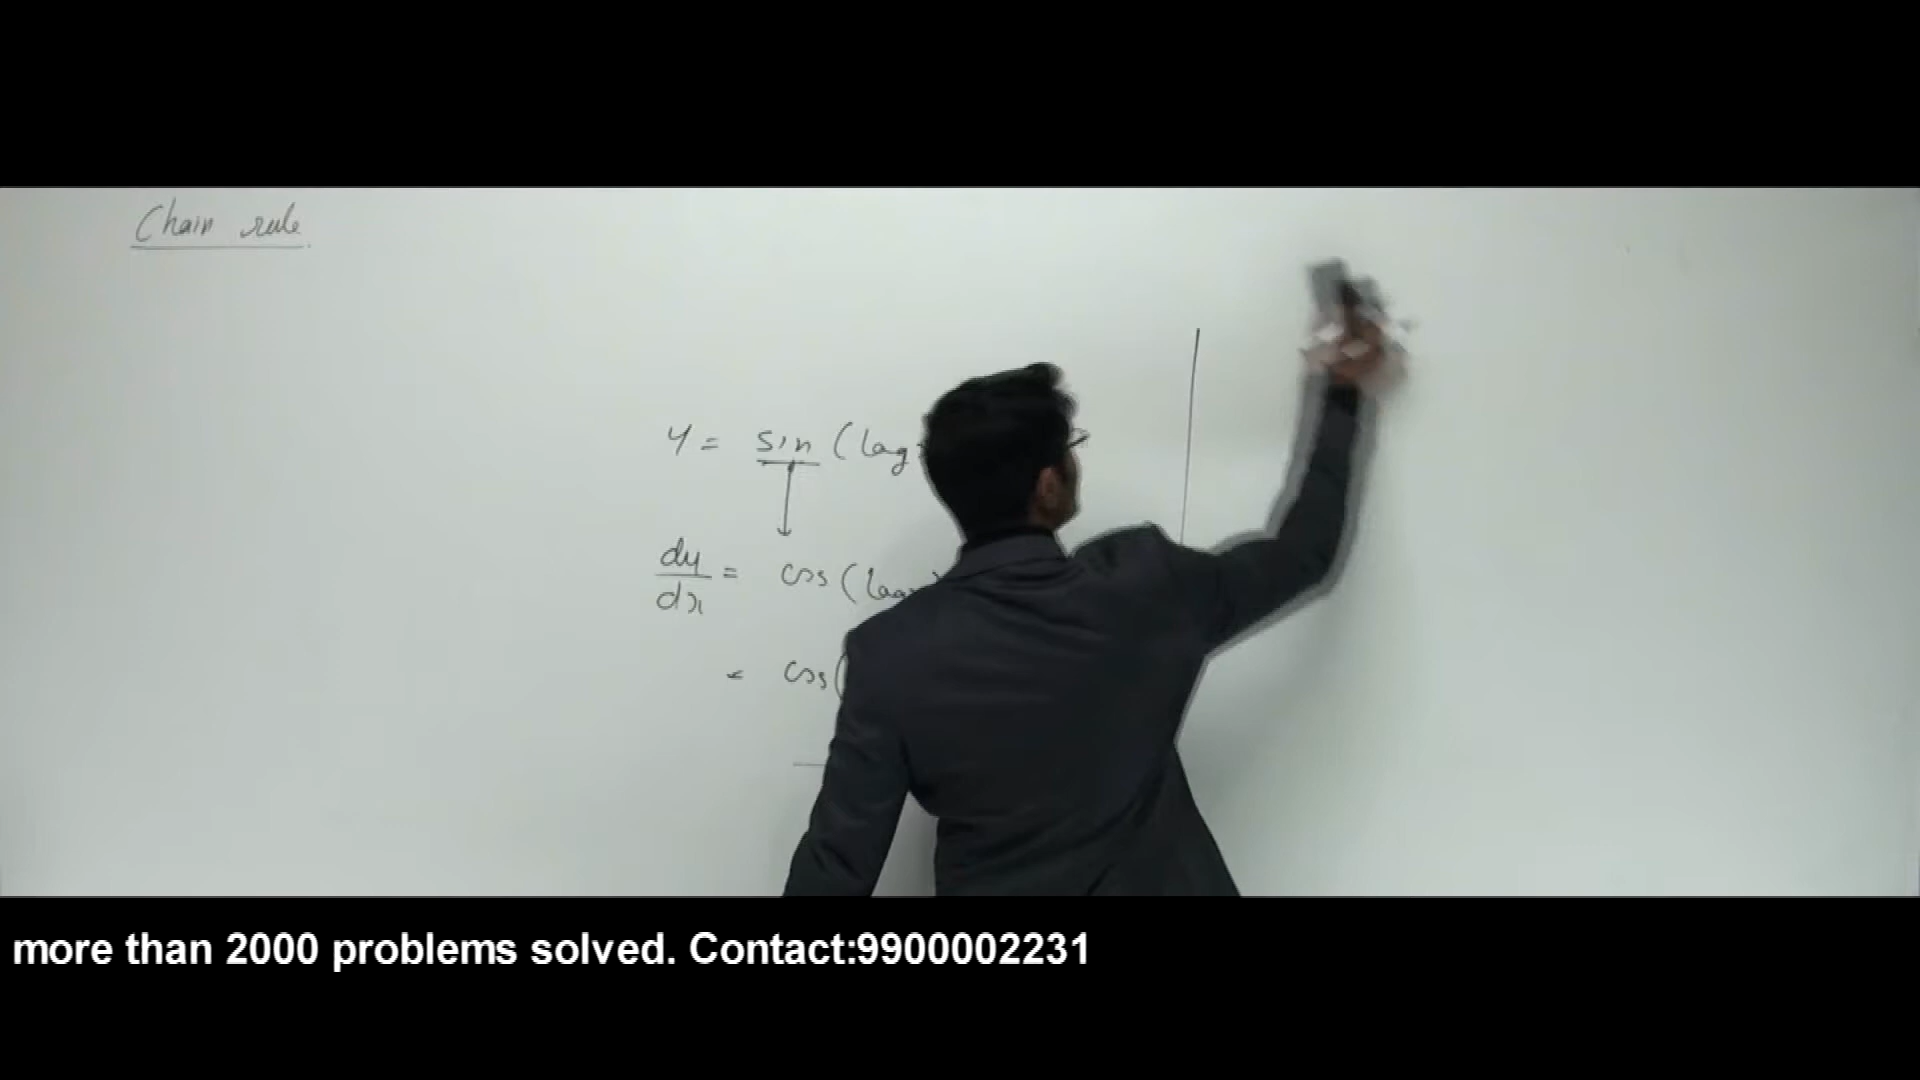 Chain rule.
y = sin (log
dy/dx = cos (log
= cos(
more than 2000 problems solved. Contact:9900002231